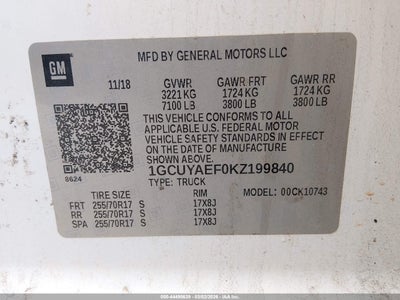 GM
MFD BY GENERAL MOTORS LLC
11/18 GVWR GAWR FRT GAWR RR
3221 KG 1724 KG 1724 KG
7100 LB 3800 LB 3800 LB
THIS VEHICLE CONFORMS TO ALL APPLICABLE
U.S. FEDERAL MOTOR
VEHICLE SAFETY STANDARDS IN EFFECT
ON THE DATE OF MANUFACTURE
SHOWN ABOVE.
1GCUYAEF0KZ199840
8624 TYPE: TRUCK MODEL: 00CK10743
TIRE SIZE RIM
FRT 255/70R17 S 17X8J
RR 255/70R17 S 17X8J
SPA 255/70R17 S 17X8J